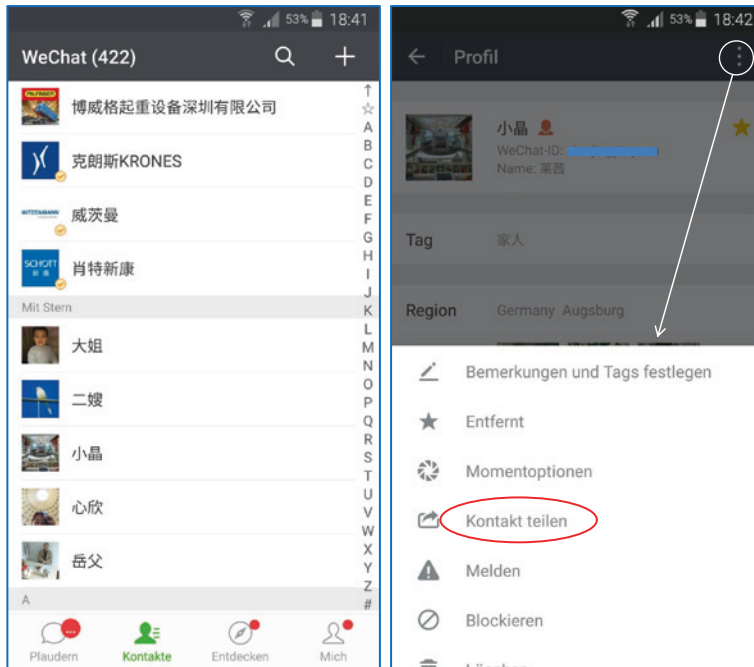 53% 18:41
WeChat (422)
博威格起重设备深圳有限公司
克朗斯KRONES
WITZENMANN
威茨曼
SCHOTT
新康
肖特新康
Mit Stern
大姐
二嫂
小晶
心欣
岳父
A
↑
☆
A
B
C
D
E
F
G
H
I
J
K
L
M
N
O
P
Q
R
S
T
U
V
W
X
Y
Z
#
Plaudern
Kontakte
Entdecken
Mich
53% 18:42
Profil
小晶
WeChat-ID:
Name: 莱茜
Tag 家人
Region Germany Augsburg
Bemerkungen und Tags festlegen
Entfernt
Momentoptionen
Kontakt teilen
Melden
Blockieren